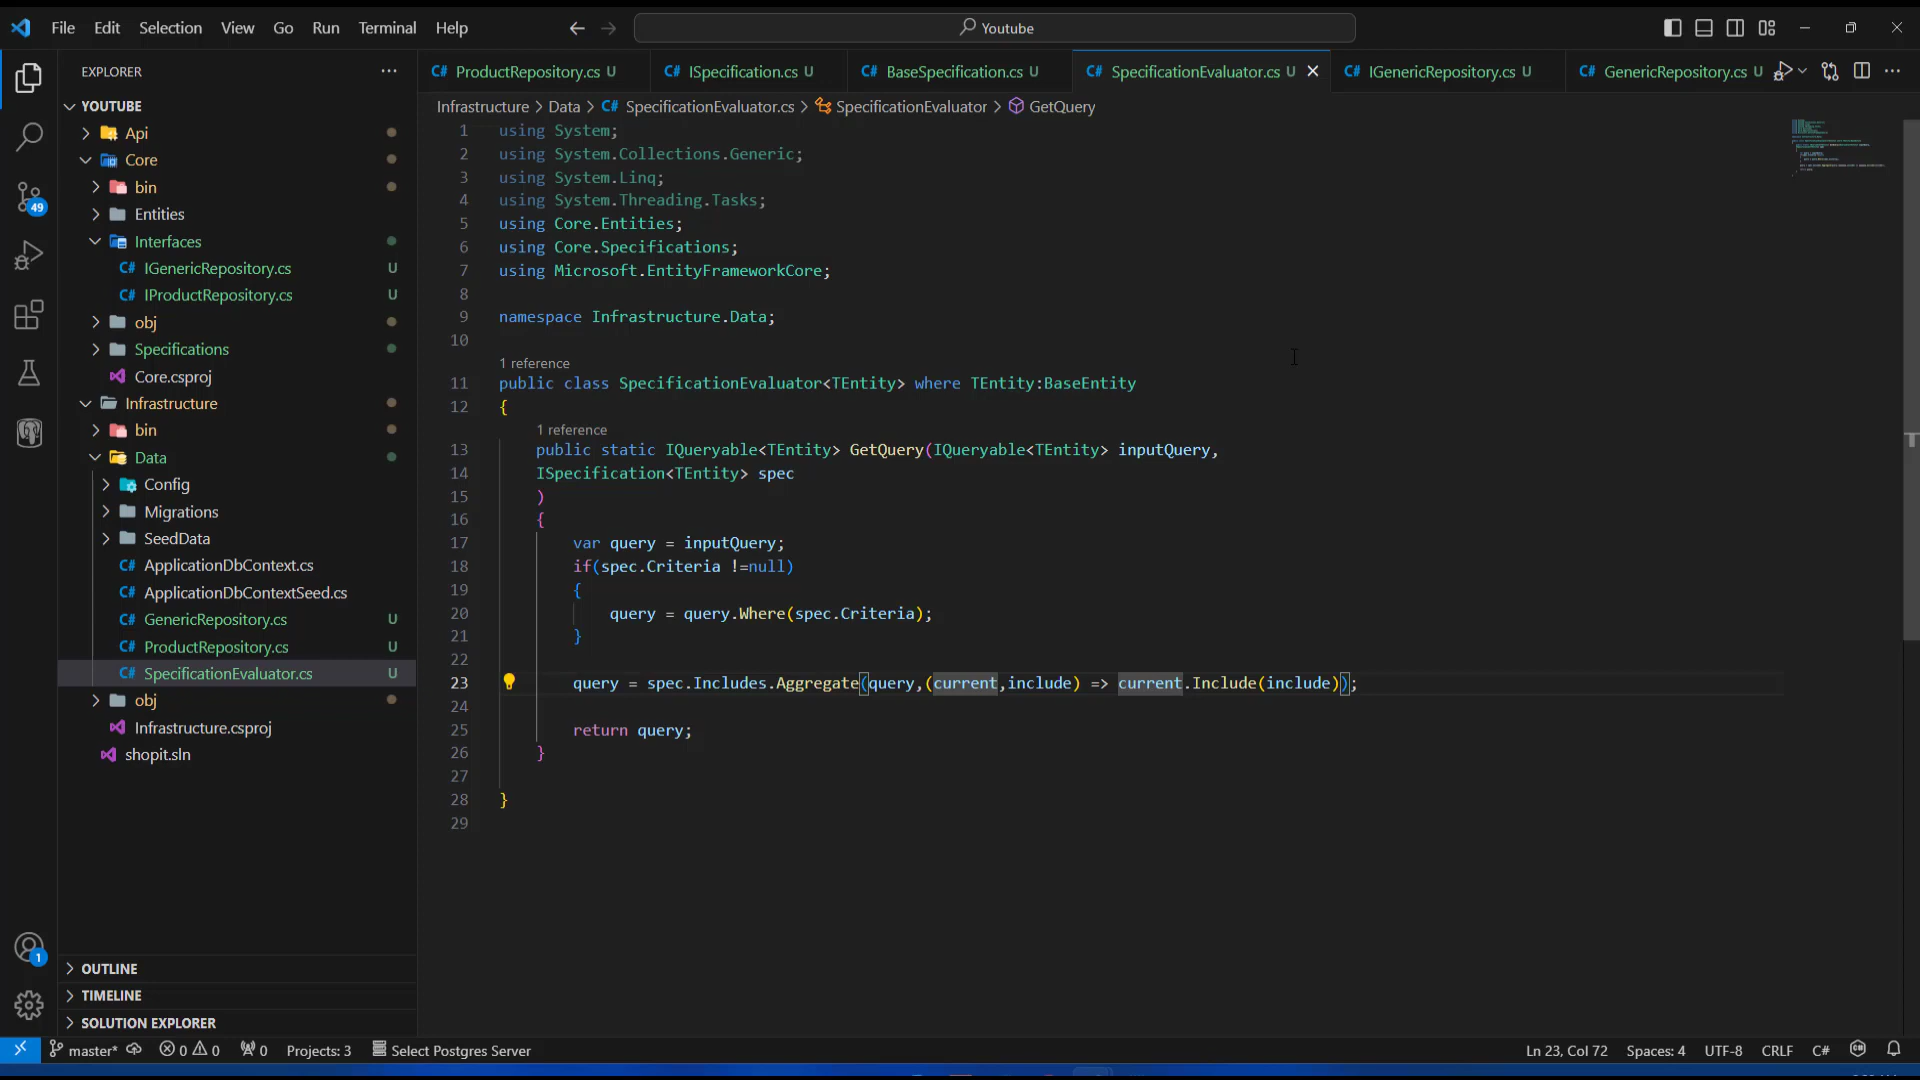 File Edit Selection View Go Run Terminal Help
Youtube
EXPLORER
YOUTUBE
Api
Core
bin
Entities
Interfaces
C# IGenericRepository.cs U
C# IProductRepository.cs U
obj
Specifications
Core.csproj
Infrastructure
bin
Data
Config
Migrations
SeedData
C# ApplicationDbContext.cs
C# ApplicationDbContextSeed.cs
C# GenericRepository.cs U
C# ProductRepository.cs U
C# SpecificationEvaluator.cs U
obj
Infrastructure.csproj
shopit.sln
OUTLINE
TIMELINE
SOLUTION EXPLORER
49
1
C# ProductRepository.cs U C# ISpecification.cs U C# BaseSpecification.cs U C# SpecificationEvaluator.cs U C# IGenericRepository.cs U C# GenericRepository.cs U
Infrastructure > Data > C# SpecificationEvaluator.cs > SpecificationEvaluator > GetQuery
1 using System;
2 using System.Collections.Generic;
3 using System.Linq;
4 using System.Threading.Tasks;
5 using Core.Entities;
6 using Core.Specifications;
7 using Microsoft.EntityFrameworkCore;
8
9 namespace Infrastructure.Data;
10
1 reference
11 public class SpecificationEvaluator<TEntity> where TEntity:BaseEntity
12 {
1 reference
13 public static IQueryable<TEntity> GetQuery(IQueryable<TEntity> inputQuery,
14 ISpecification<TEntity> spec
15 )
16 {
17 var query = inputQuery;
18 if(spec.Criteria !=null)
19 {
20 query = query.Where(spec.Criteria);
21 }
22
23 query = spec.Includes.Aggregate(query,(current,include) => current.Include(include));
24
25 return query;
26 }
27
28 }
29
master* 0 0 0 Projects: 3 Select Postgres Server Ln 23, Col 72 Spaces: 4 UTF-8 CRLF C#